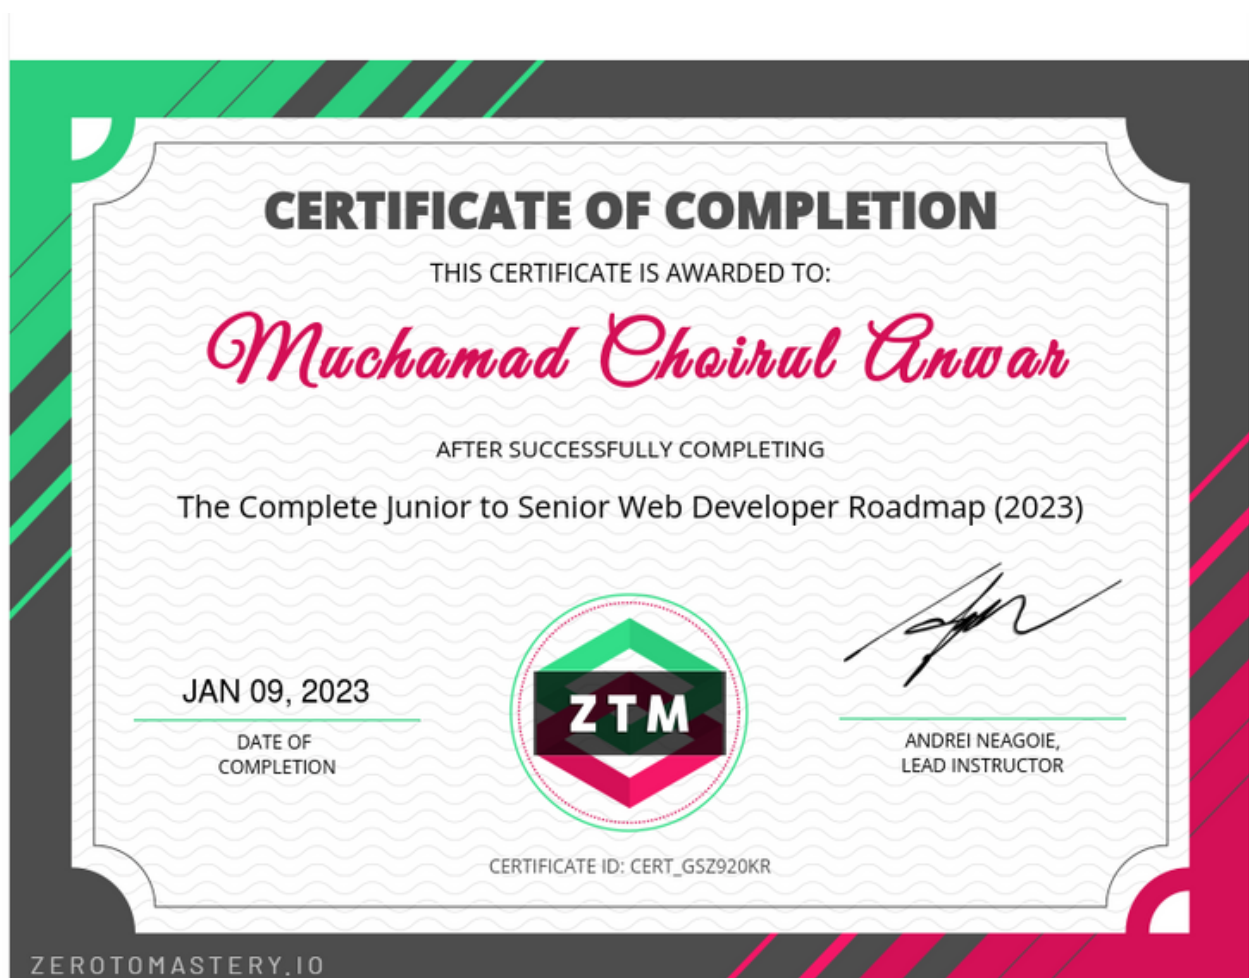 CERTIFICATE OF COMPLETION
THIS CERTIFICATE IS AWARDED TO:
Muchamad Choirul Anwar
AFTER SUCCESSFULLY COMPLETING
The Complete Junior to Senior Web Developer Roadmap (2023)
JAN 09, 2023
DATE OF
COMPLETION
ZTM
ANDREI NEAGOIE,
LEAD INSTRUCTOR
CERTIFICATE ID: CERT_GSZ920KR
ZEROTOMASTERY.IO